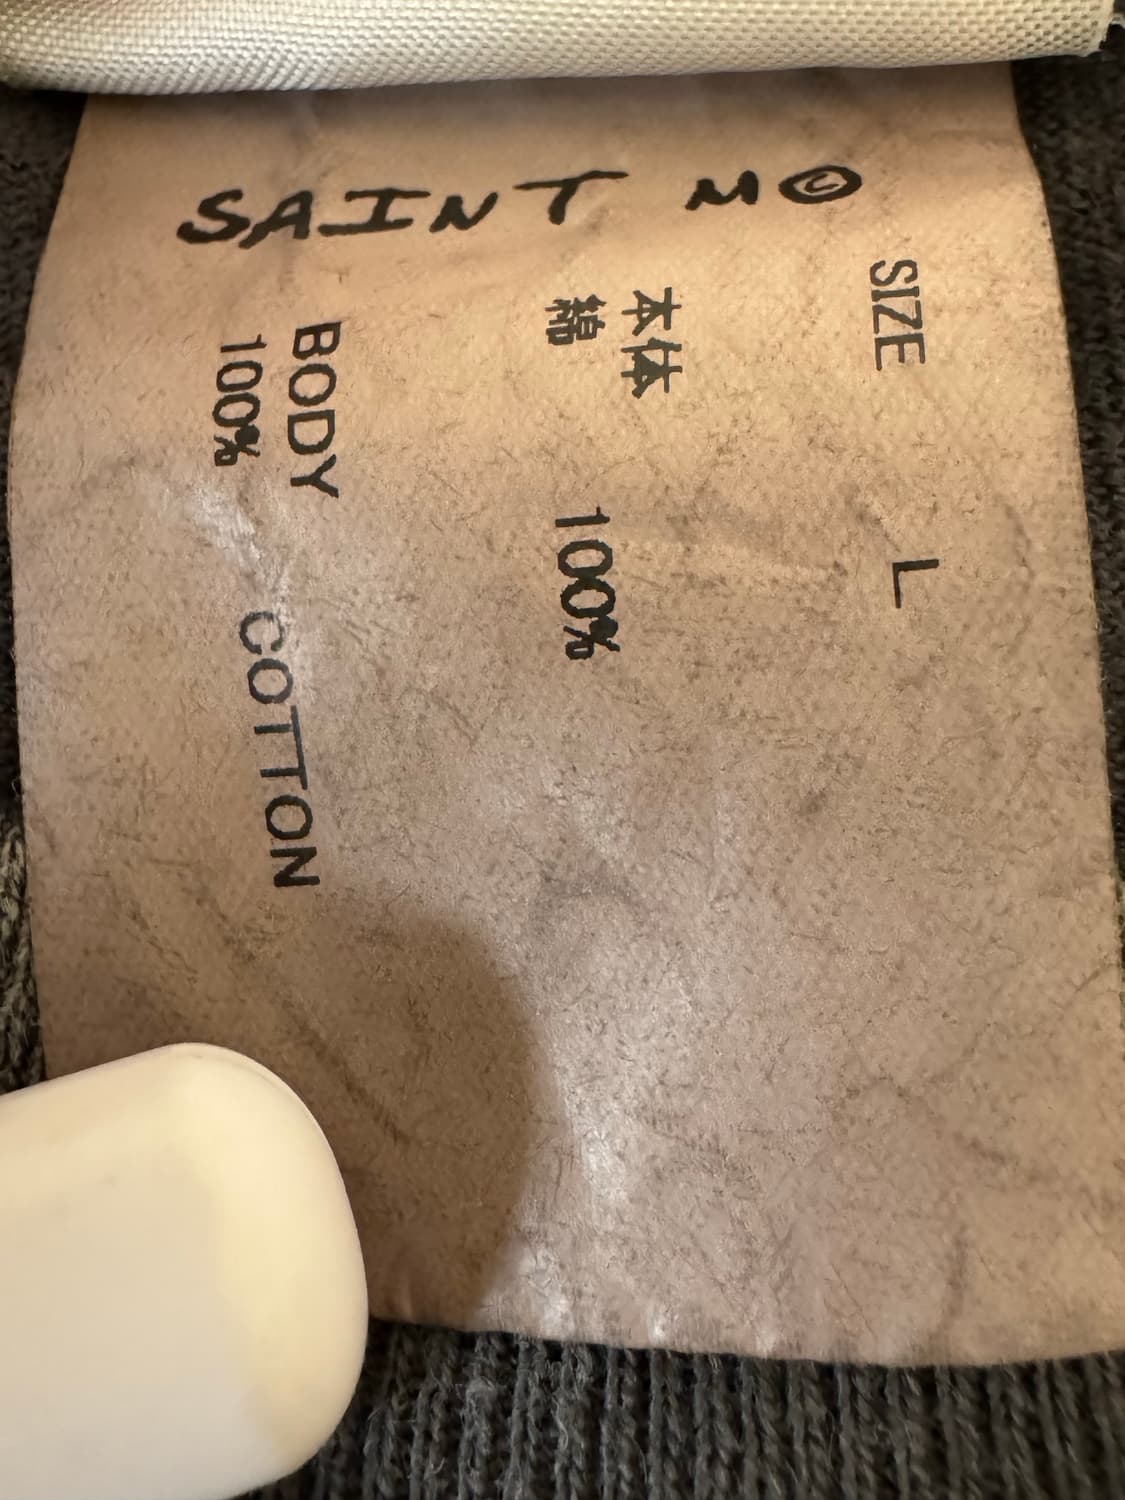 SAINT M©
SIZE L
本体
綿 100%
BODY
100% COTTON